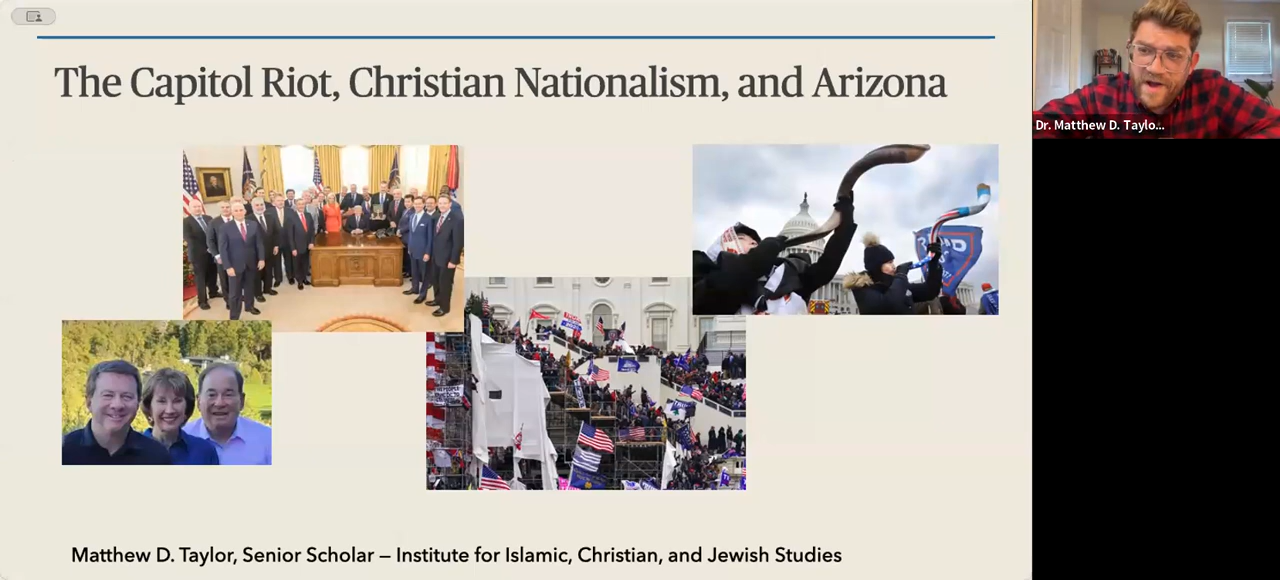 The Capitol Riot, Christian Nationalism, and Arizona
Dr. Matthew D. Taylo...
Matthew D. Taylor, Senior Scholar – Institute for Islamic, Christian, and Jewish Studies